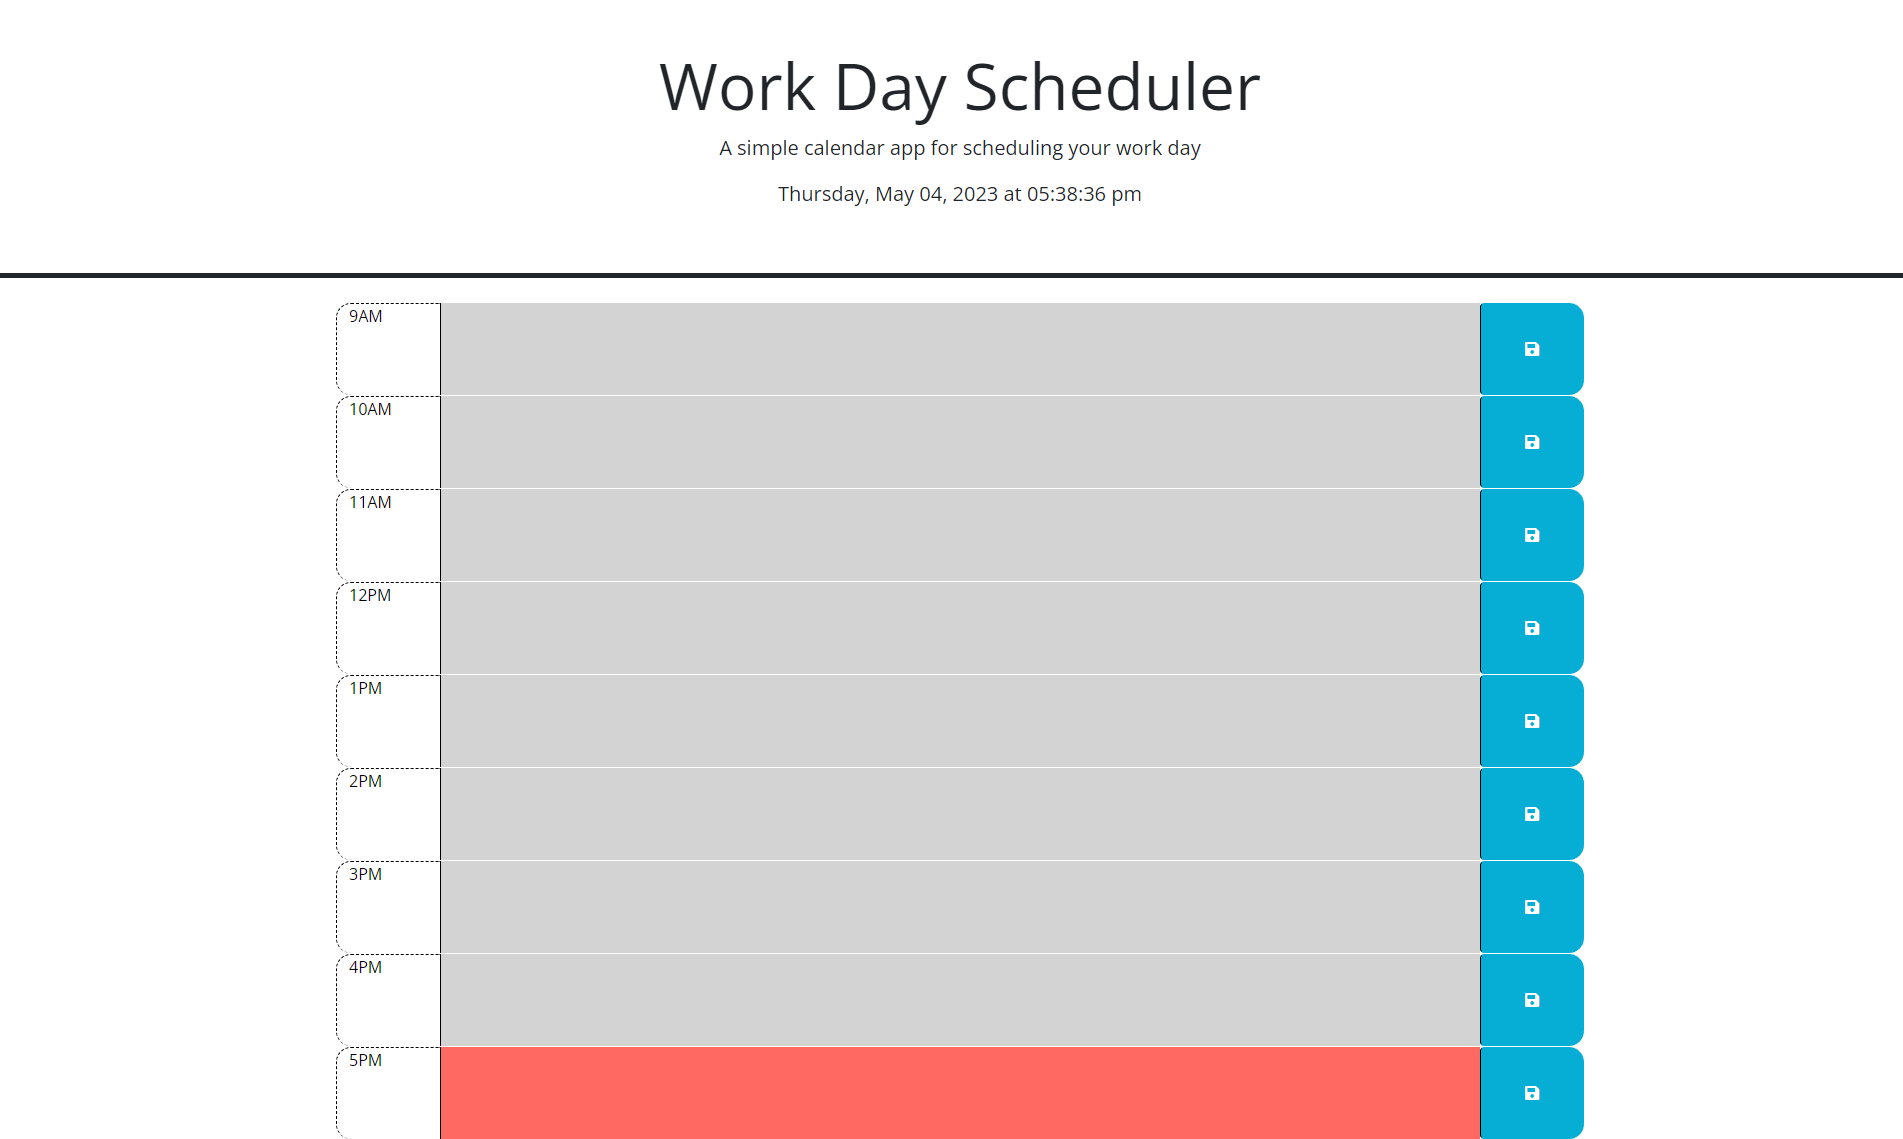 Work Day Scheduler
A simple calendar app for scheduling your work day
Thursday, May 04, 2023 at 05:38:36 pm
9AM
10AM
11AM
12PM
1PM
2PM
3PM
4PM
5PM